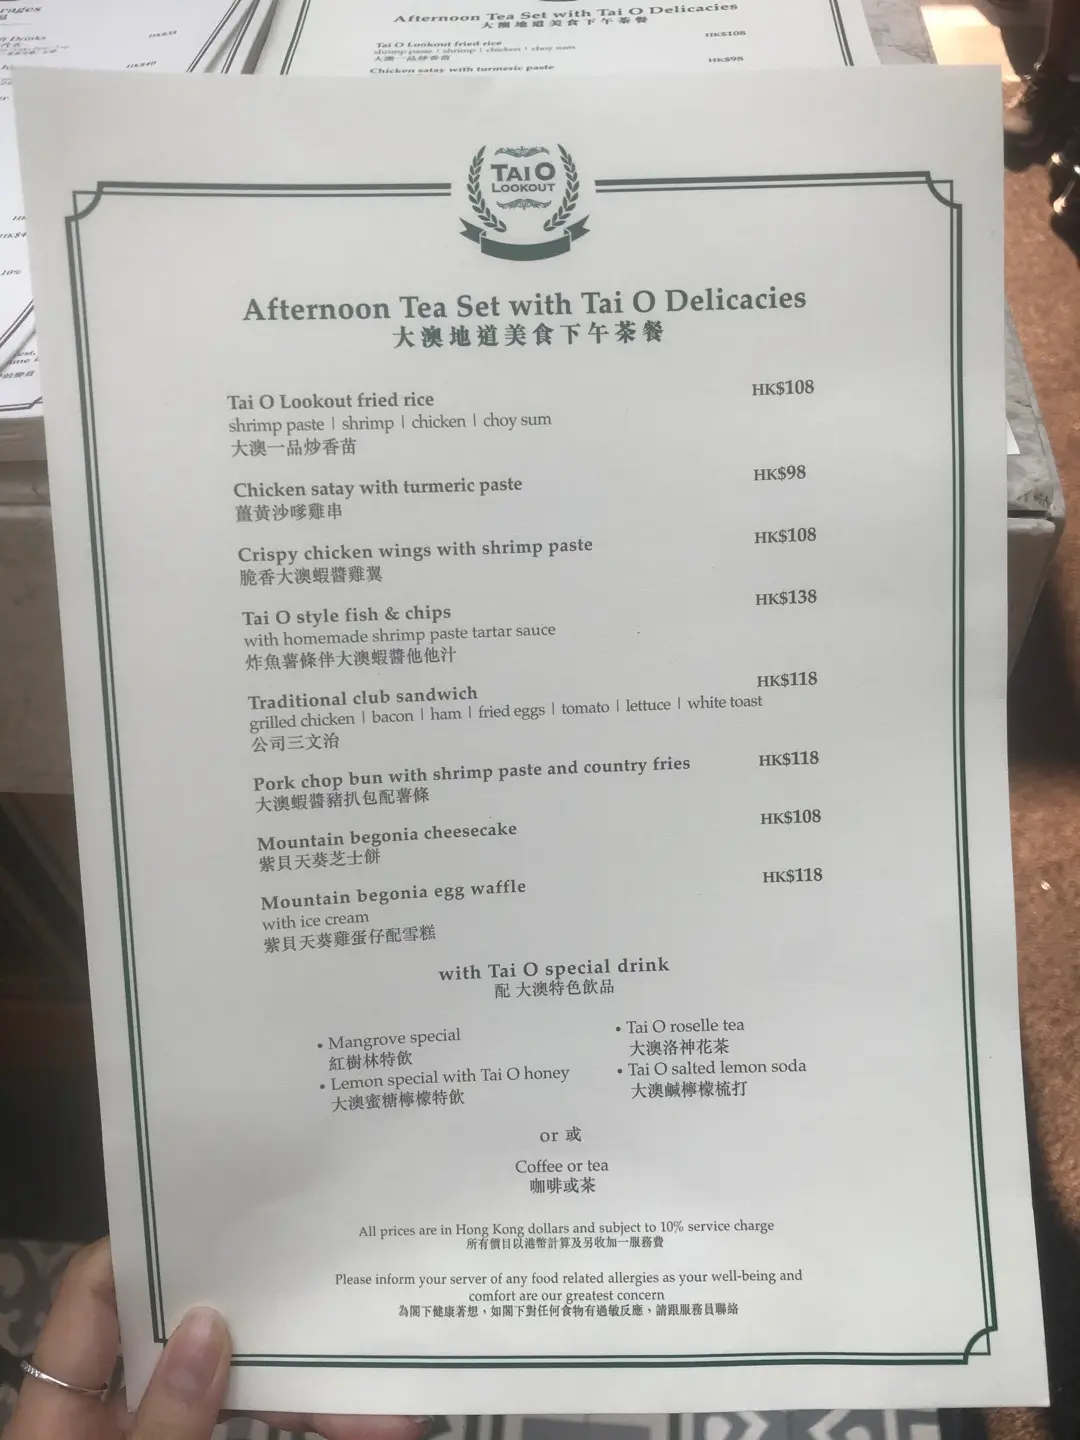 Afternoon Tea Set with Tai O Delicacies
大澳地道美食下午茶餐
Tai O Lookout fried rice HK$108
shrimp paste | shrimp | chicken | choy sum
大澳一品炒香苗
Chicken satay with turmeric paste HK$98
TAI O
LOOKOUT
Afternoon Tea Set with Tai O Delicacies
大澳地道美食下午茶餐
Tai O Lookout fried rice HK$108
shrimp paste | shrimp | chicken | choy sum
大澳一品炒香苗
Chicken satay with turmeric paste HK$98
薑黃沙嗲雞串
Crispy chicken wings with shrimp paste HK$108
脆香大澳蝦醬雞翼
Tai O style fish & chips HK$138
with homemade shrimp paste tartar sauce
炸魚薯條伴大澳蝦醬他他汁
Traditional club sandwich HK$118
grilled chicken | bacon | ham | fried eggs | tomato | lettuce | white toast
公司三文治
Pork chop bun with shrimp paste and country fries HK$118
大澳蝦醬豬扒包配薯條
Mountain begonia cheesecake HK$108
紫貝天葵芝士餅
Mountain begonia egg waffle HK$118
with ice cream
紫貝天葵雞蛋仔配雪糕
with Tai O special drink
配 大澳特色飲品
• Mangrove special
紅樹林特飲
• Lemon special with Tai O honey
大澳蜜糖檸檬特飲
• Tai O roselle tea
大澳洛神花茶
• Tai O salted lemon soda
大澳鹹檸檬梳打
or 或
Coffee or tea
咖啡或茶
All prices are in Hong Kong dollars and subject to 10% service charge
所有價目以港幣計算及另收加一服務費
Please inform your server of any food related allergies as your well-being and
comfort are our greatest concern
為閣下健康著想，如閣下對任何食物有過敏反應，請跟服務員聯絡